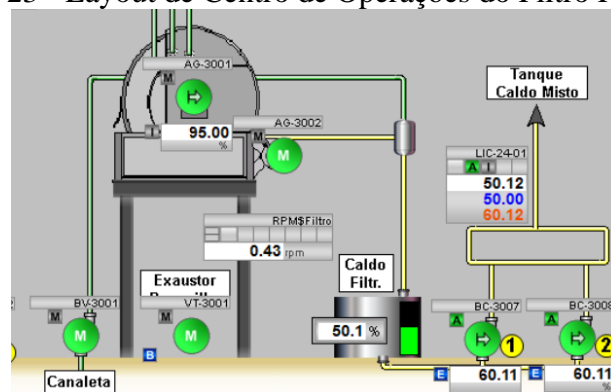 Layout de Centro de Operações do Filtro
AG-3001
M
I
95.00
%
AG-3002
M
M
Tanque
Caldo Misto
LIC-24-01
A I
50.12
50.00
60.12
RPM$Filtro
0.43 rpm
Caldo
Filtr.
50.1 %
Exaustor
BV-3001
M
M
VT-3001
M
M
B
Canaleta
BC-3007
A
1
E 60.11
BC-3008
A
2
E 60.11
%